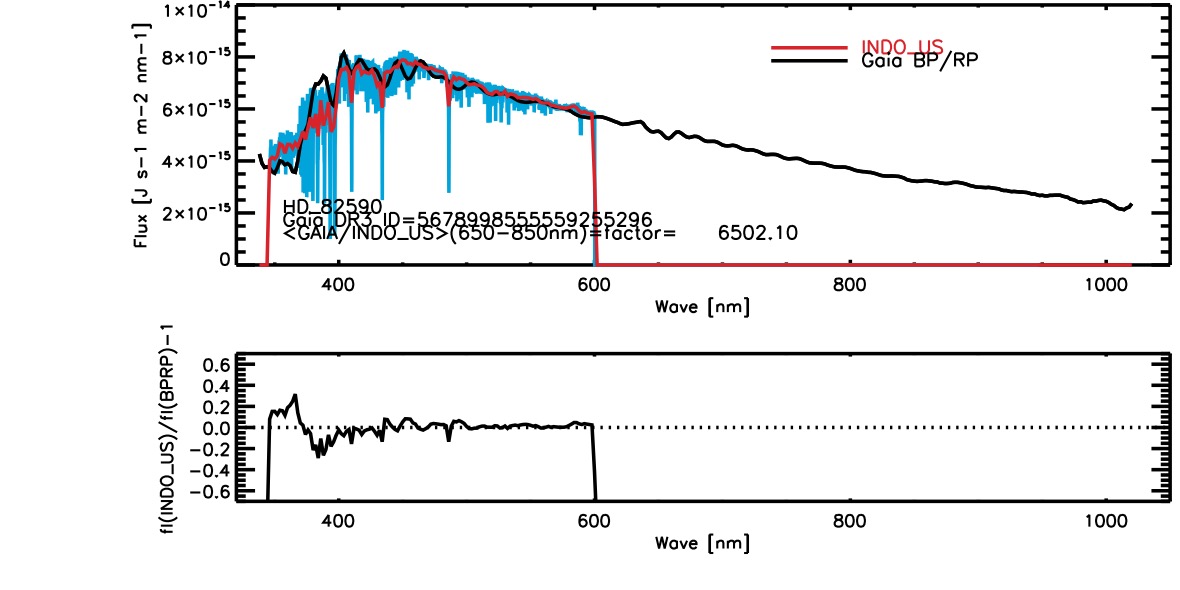 1×10−14
8×10−15
6×10−15
4×10−15
2×10−15
0
Flux [J s−1 m−2 nm−1]
INDO_US
Gaia BP/RP
HD_82590
Gaia DR3 ID=5678998555559255296
<GAIA/INDO_US>(650−850nm)=factor= 6502.10
400 600 800 1000
Wave [nm]
0.6
0.4
0.2
0.0
−0.2
−0.4
−0.6
fl(INDO_US)/fl(BPRP)−1
400 600 800 1000
Wave [nm]